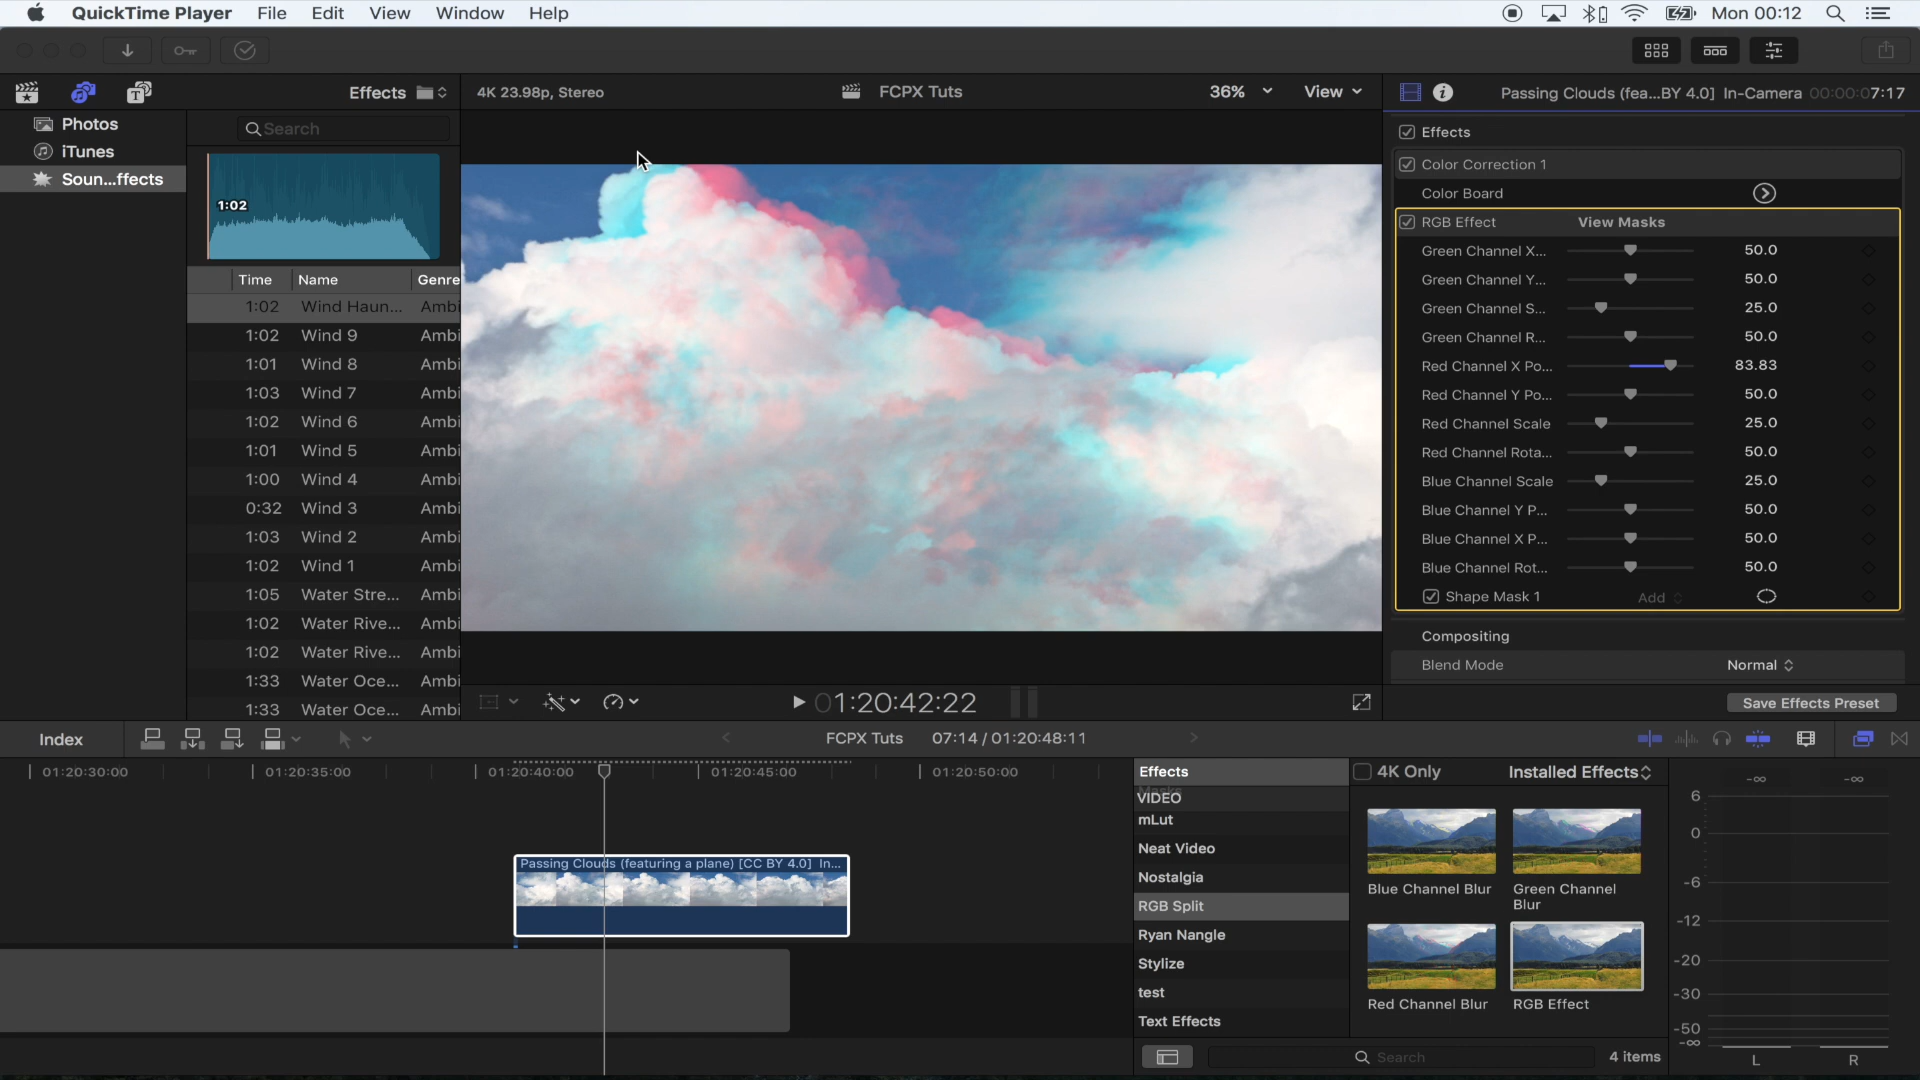 QuickTime Player File Edit View Window Help Mon 00:12
Effects
4K 23.98p, Stereo
FCPX Tuts
36%
View
Passing Clouds (fea...BY 4.0] In-Camera 00:00:07:17
Photos
iTunes
Soun...ffects
Search
1:02
Time Name Genre
1:02 Wind Haun... Ambi
1:02 Wind 9 Ambi
1:01 Wind 8 Ambi
1:03 Wind 7 Ambi
1:02 Wind 6 Ambi
1:01 Wind 5 Ambi
1:00 Wind 4 Ambi
0:32 Wind 3 Ambi
1:03 Wind 2 Ambi
1:02 Wind 1 Ambi
1:05 Water Stre... Ambi
1:02 Water Rive... Ambi
1:02 Water Rive... Ambi
1:33 Water Oce... Ambi
1:33 Water Oce... Ambi
Effects
Color Correction 1
Color Board
RGB Effect View Masks
Green Channel X... 50.0
Green Channel Y... 50.0
Green Channel S... 25.0
Green Channel R... 50.0
Red Channel X Po... 83.83
Red Channel Y Po... 50.0
Red Channel Scale 25.0
Red Channel Rota... 50.0
Blue Channel Scale 25.0
Blue Channel Y P... 50.0
Blue Channel X P... 50.0
Blue Channel Rot... 50.0
Shape Mask 1 Add
Compositing
Blend Mode Normal
Save Effects Preset
01:20:42:22
Index
FCPX Tuts 07:14 / 01:20:48:11
01:20:30:00 01:20:35:00 01:20:40:00 01:20:45:00 01:20:50:00
Passing Clouds (featuring a plane) [CC BY 4.0] In...
Effects
4K Only
Installed Effects
Masks
VIDEO
mLut
Neat Video
Nostalgia
RGB Split
Ryan Nangle
Stylize
test
Text Effects
Blue Channel Blur
Green Channel
Blur
Red Channel Blur
RGB Effect
Search
4 items
-∞ -∞
6
0
-6
-12
-20
-30
-50
-∞
L R